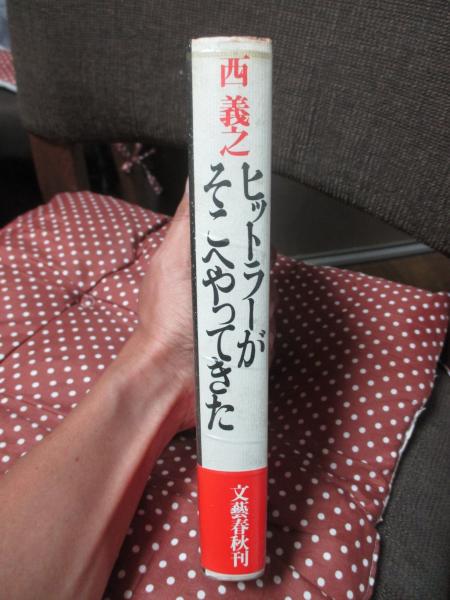 西義之
ヒットラーが
そこへやってきた
文藝春秋刊